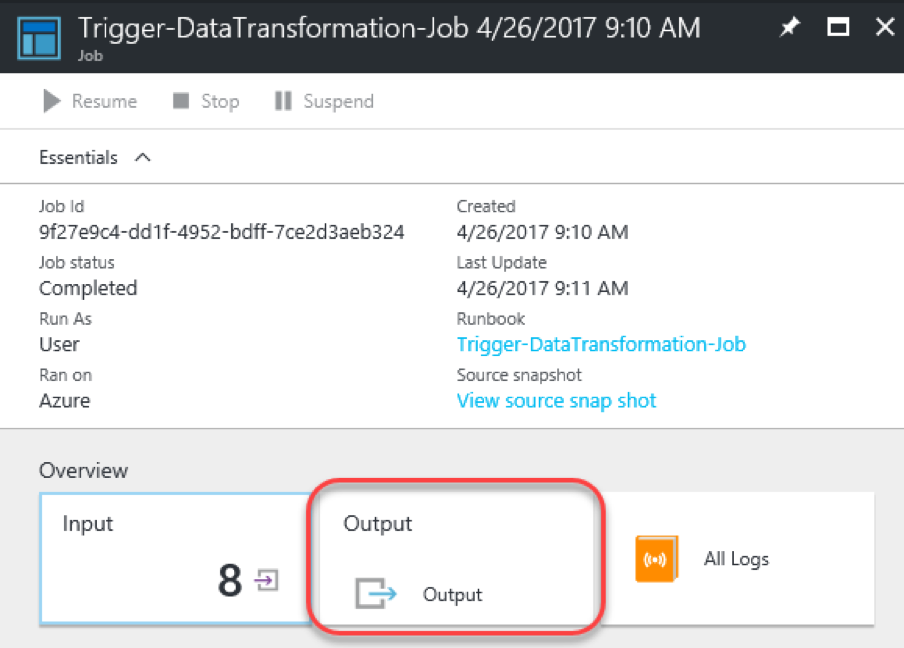 Trigger-DataTransformation-Job 4/26/2017 9:10 AM
Job
Resume Stop Suspend
Essentials
Job Id
9f27e9c4-dd1f-4952-bdff-7ce2d3aeb324
Job status
Completed
Run As
User
Ran on
Azure
Created
4/26/2017 9:10 AM
Last Update
4/26/2017 9:11 AM
Runbook
Trigger-DataTransformation-Job
Source snapshot
View source snap shot
Overview
Input
8
Output
Output
All Logs